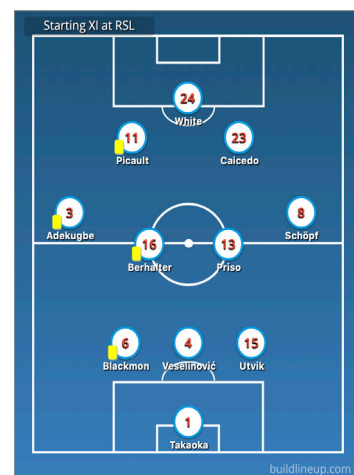 Starting XI at RSL
24
White
11
23
Picault
Caicedo
3
8
Adekugbe
Schöpf
16
13
Berhalter
Priso
6
4
15
Blackmon
Veselinović
Utvik
1
Takaoka
buildlineup.com